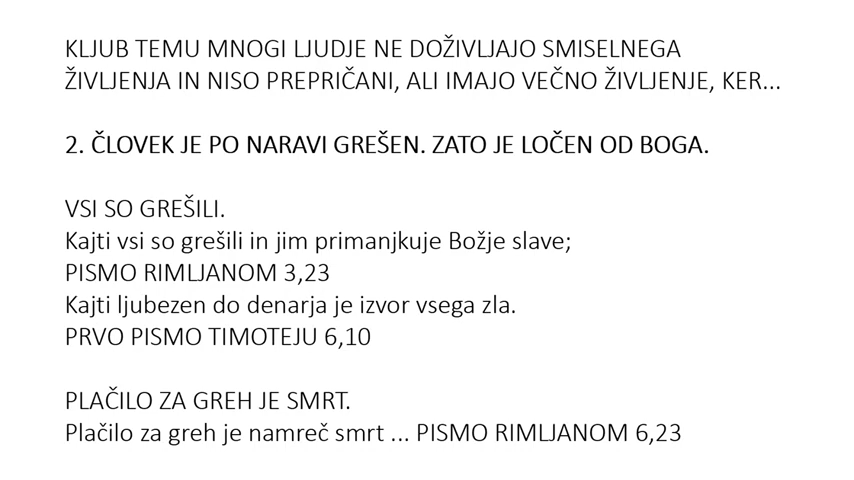 KLJUB TEMU MNOGI LJUDJE NE DOŽIVLJAJO SMISELNEGA
ŽIVLJENJA IN NISO PREPRIČANI, ALI IMAJO VEČNO ŽIVLJENJE, KER...
2. ČLOVEK JE PO NARAVI GREŠEN. ZATO JE LOČEN OD BOGA.
VSI SO GREŠILI.
Kajti vsi so grešili in jim primanjkuje Božje slave;
PISMO RIMLJANOM 3,23
Kajti ljubezen do denarja je izvor vsega zla.
PRVO PISMO TIMOTEJU 6,10
PLAČILO ZA GREH JE SMRT.
Plačilo za greh je namreč smrt ... PISMO RIMLJANOM 6,23